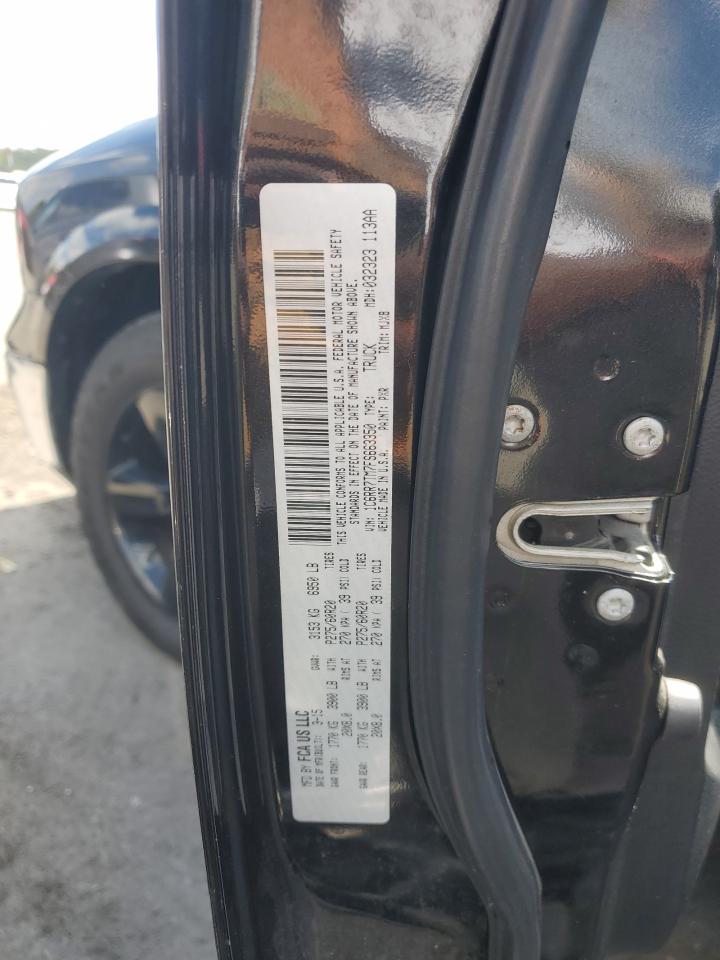 MFD. BY FCA US LLC
DATE OF MFR(BUILT): 3-15 GVWR: 3153 KG 6950 LB
GAWR FRONT: 1770 KG 3900 LB WITH P275/60R20 TIRES
20X8.0 RIMS AT 270 KPA ( 39 PSI) COLD
GAWR REAR: 1770 KG 3900 LB WITH P275/60R20 TIRES
20X8.0 RIMS AT 270 KPA ( 39 PSI) COLD
THIS VEHICLE CONFORMS TO ALL APPLICABLE U.S.A. FEDERAL MOTOR VEHICLE SAFETY
STANDARDS IN EFFECT ON THE DATE OF MANUFACTURE SHOWN ABOVE.
VIN: 1C6RR7TM7FS663350 TYPE: TRUCK MDH: 032323 113AA
VEHICLE MADE IN U.S.A. PAINT: PXR TRIM: MJXB